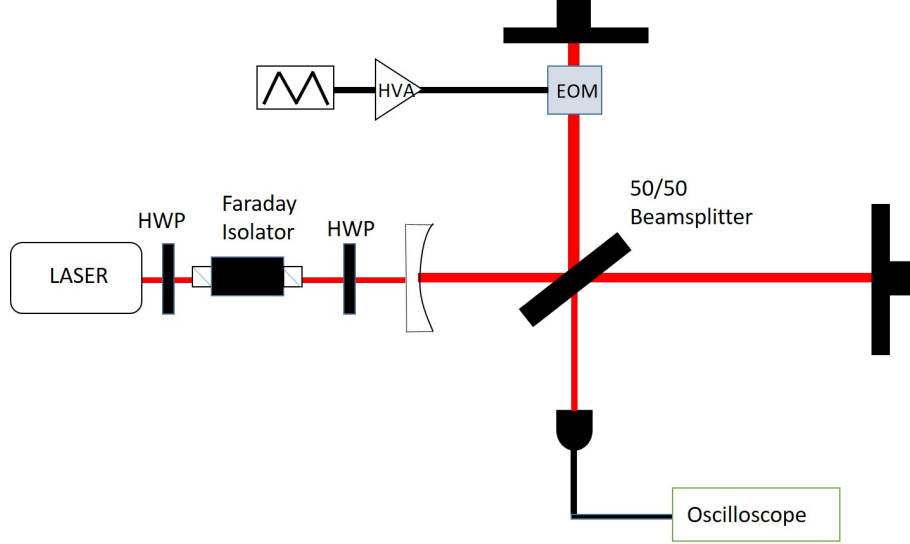 HVA
EOM
50/50
Beamsplitter
Faraday
Isolator
HWP
HWP
LASER
Oscilloscope